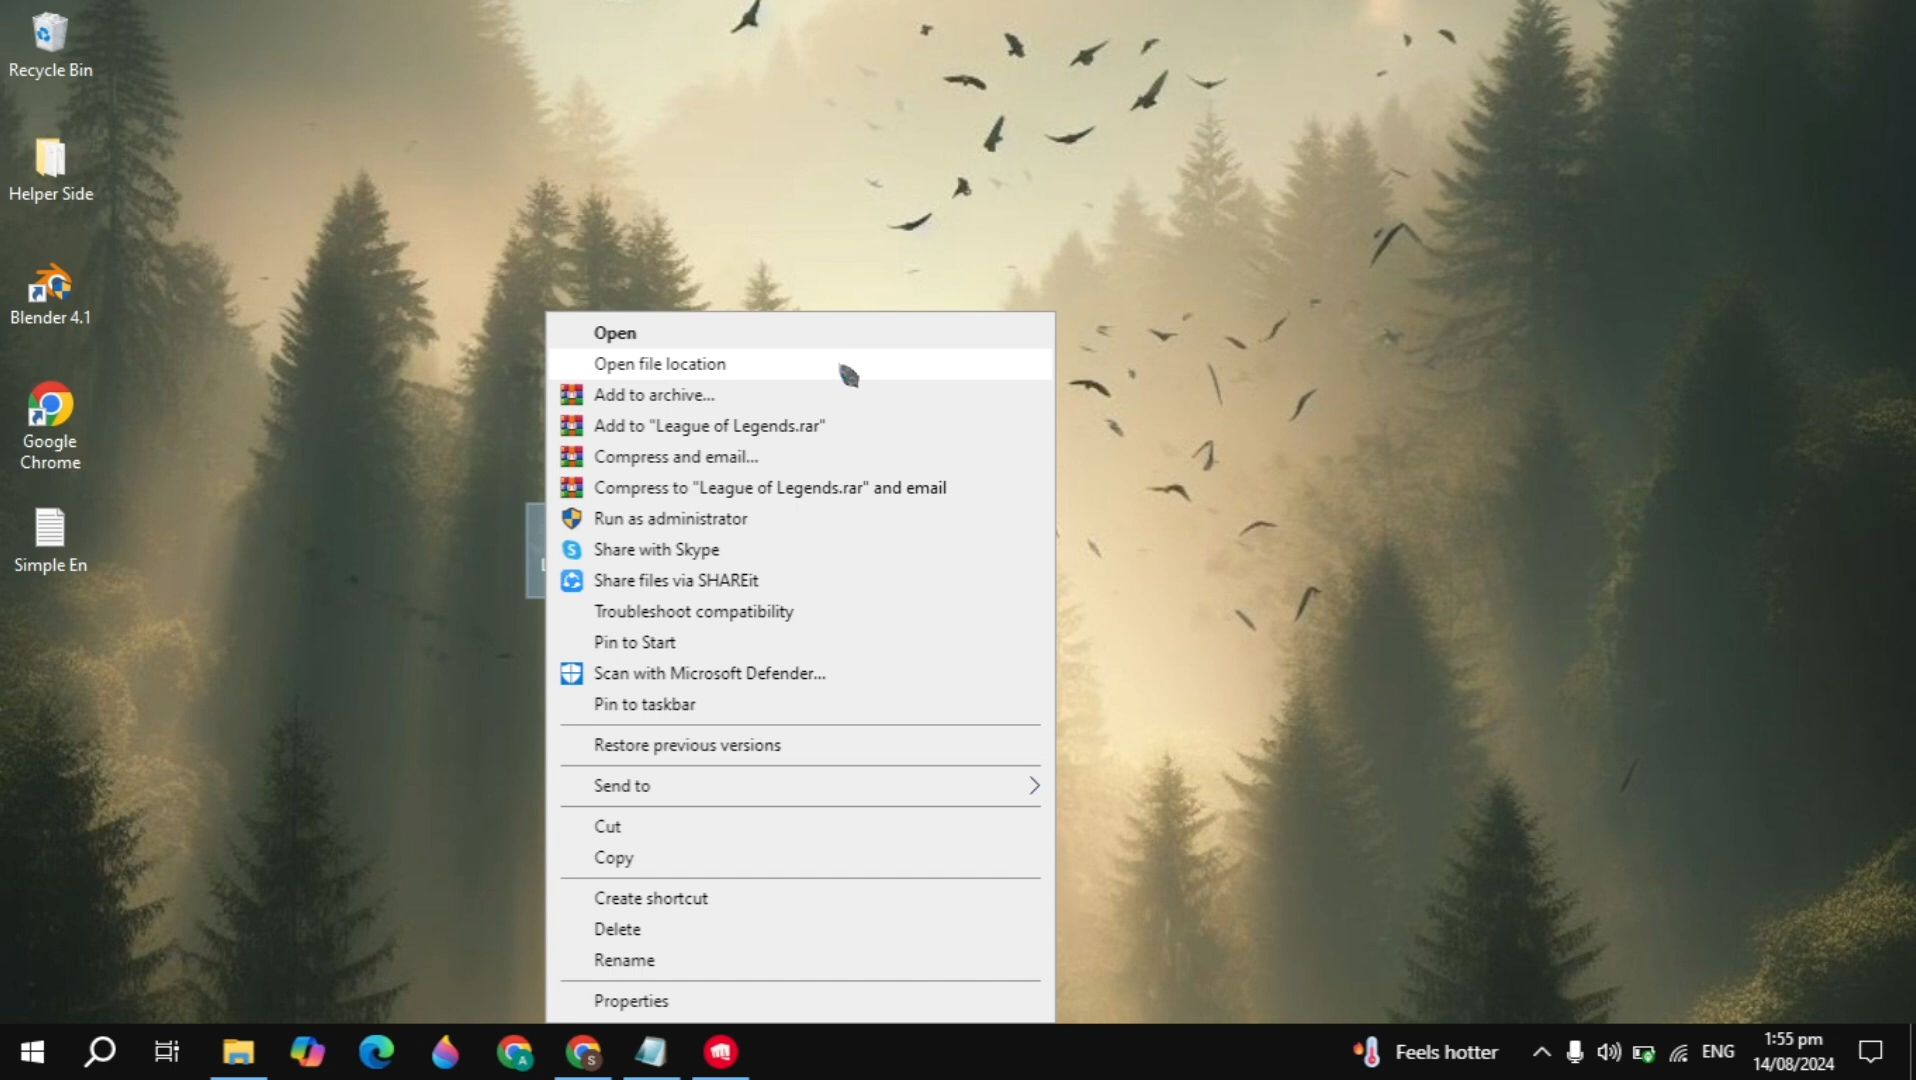 Recycle Bin
Helper Side
Blender 4.1
Google
Chrome
Simple En
Open
Open file location
Add to archive...
Add to "League of Legends.rar"
Compress and email...
Compress to "League of Legends.rar" and email
Run as administrator
Share with Skype
Share files via SHAREit
Troubleshoot compatibility
Pin to Start
Scan with Microsoft Defender...
Pin to taskbar
Restore previous versions
Send to
Cut
Copy
Create shortcut
Delete
Rename
Properties
A
S
Feels hotter
ENG
1:55 pm
14/08/2024